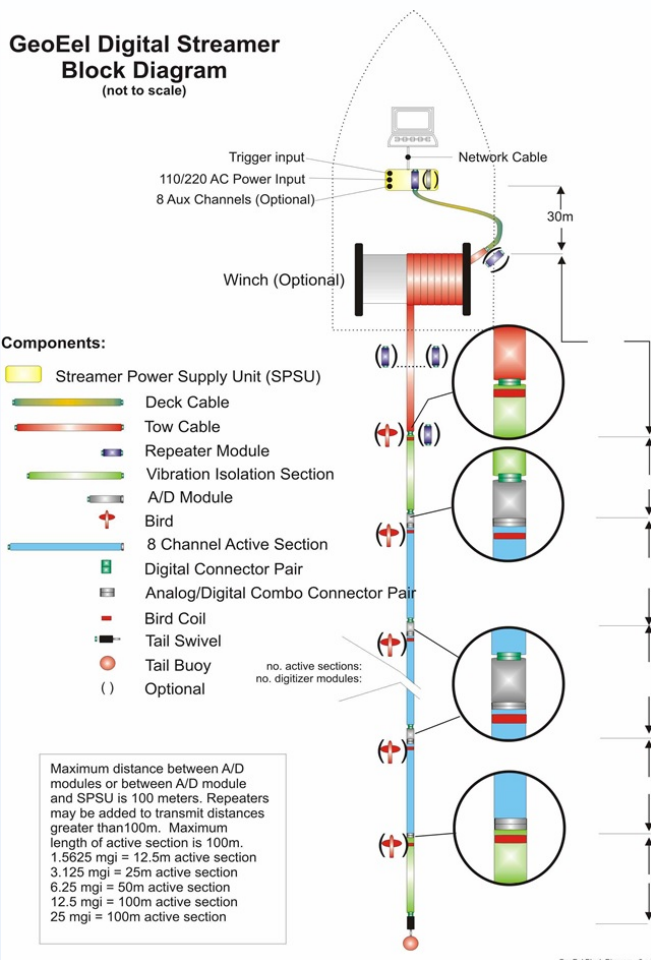 GeoEel Digital Streamer
Block Diagram
(not to scale)
Trigger input
Network Cable
110/220 AC Power Input
8 Aux Channels (Optional)
30m
Winch (Optional)
Components:
Streamer Power Supply Unit (SPSU)
Deck Cable
Tow Cable
Repeater Module
Vibration Isolation Section
A/D Module
Bird
8 Channel Active Section
Digital Connector Pair
Analog/Digital Combo Connector Pair
Bird Coil
Tail Swivel
Tail Buoy
( ) Optional
no. active sections:
no. digitizer modules:
Maximum distance between A/D
modules or between A/D module
and SPSU is 100 meters. Repeaters
may be added to transmit distances
greater than100m. Maximum
length of active section is 100m.
1.5625 mgi = 12.5m active section
3.125 mgi = 25m active section
6.25 mgi = 50m active section
12.5 mgi = 100m active section
25 mgi = 100m active section